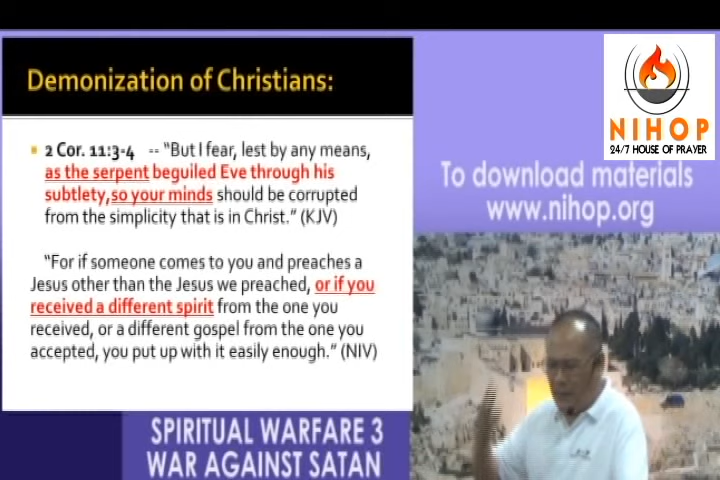 Demonization of Christians:
2 Cor. 11:3-4 -- "But I fear, lest by any means,
as the serpent beguiled Eve through his
subtlety, so your minds should be corrupted
from the simplicity that is in Christ." (KJV)
"For if someone comes to you and preaches a
Jesus other than the Jesus we preached, or if you
received a different spirit from the one you
received, or a different gospel from the one you
accepted, you put up with it easily enough." (NIV)
NIHOP
24/7 HOUSE OF PRAYER
To download materials
www.nihop.org
SPIRITUAL WARFARE 3
WAR AGAINST SATAN